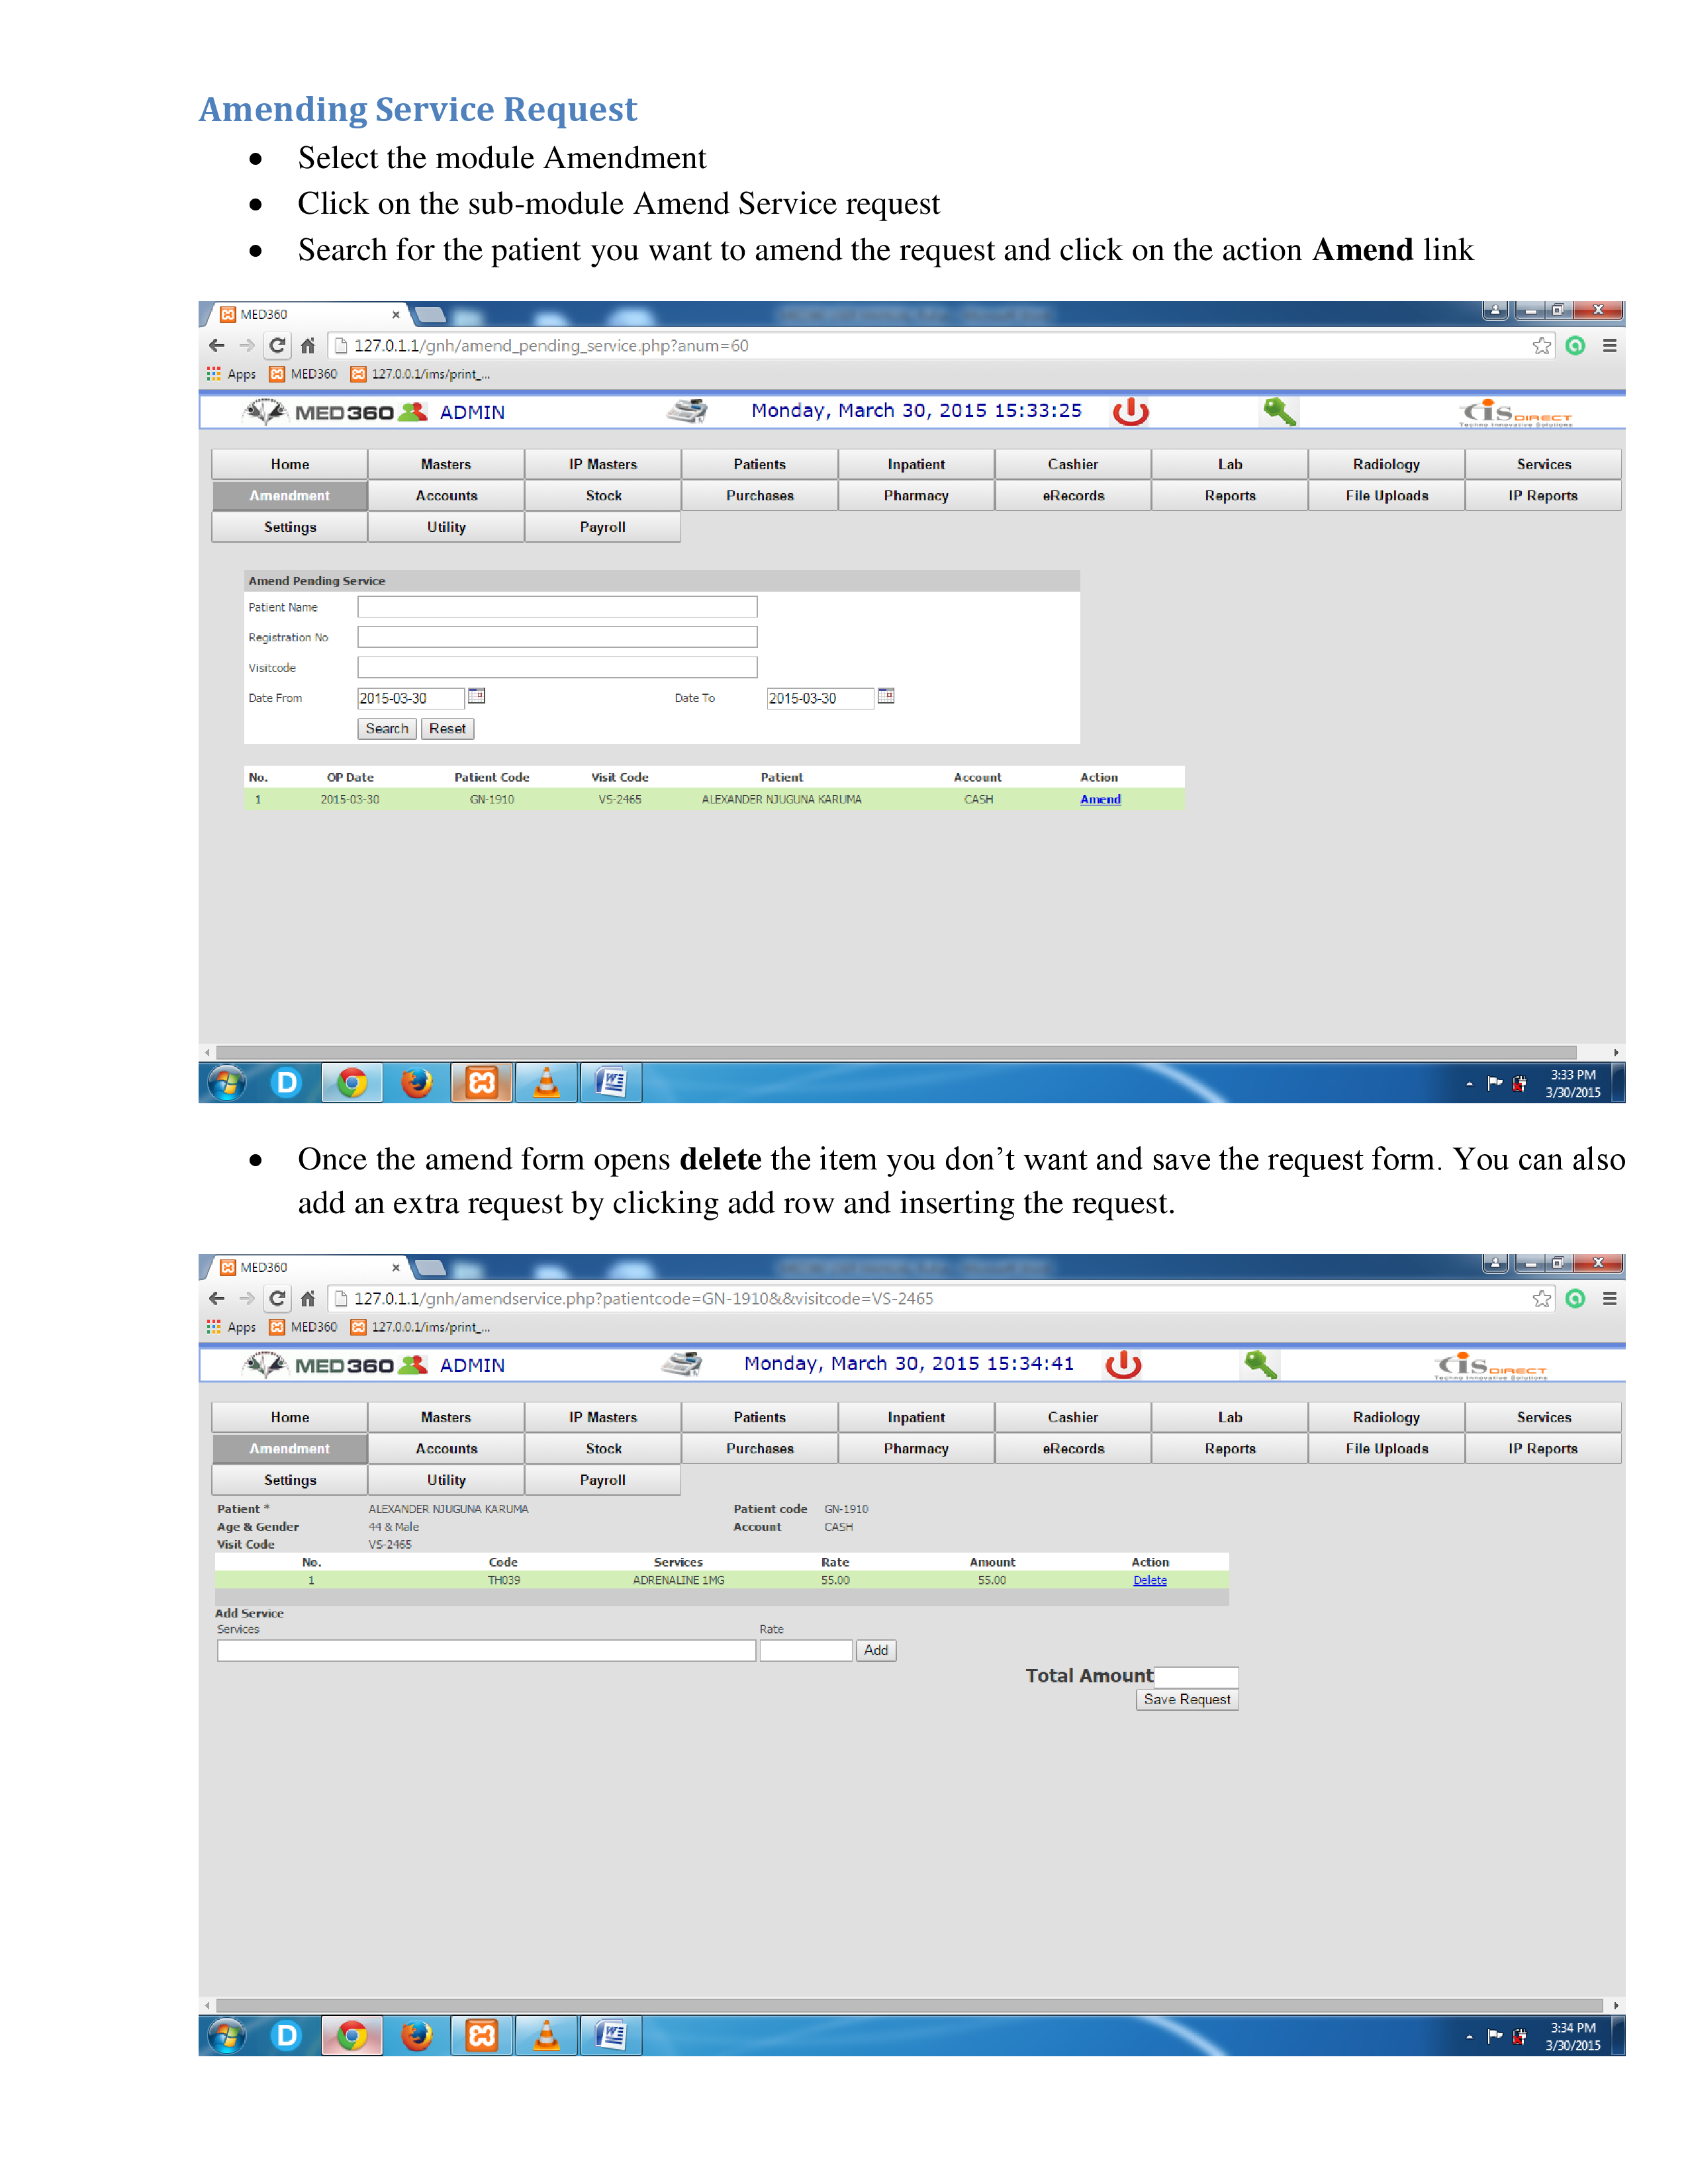 Amending Service Request
• Select the module Amendment
• Click on the sub-module Amend Service request
• Search for the patient you want to amend the request and click on the action Amend link
MED360
127.0.1.1/gnh/amend_pending_service.php?anum=60
Apps MED360 127.0.0.1/ims/print_...
MED360 ADMIN Monday, March 30, 2015 15:33:25 CIS DIRECT
Techno Innovative Solutions
Home Masters IP Masters Patients Inpatient Cashier Lab Radiology Services
Amendment Accounts Stock Purchases Pharmacy eRecords Reports File Uploads IP Reports
Settings Utility Payroll
Amend Pending Service
Patient Name
Registration No
Visitcode
Date From 2015-03-30 Date To 2015-03-30
Search Reset
No. OP Date Patient Code Visit Code Patient Account Action
1 2015-03-30 GN-1910 VS-2465 ALEXANDER NJUGUNA KARUMA CASH Amend
3:33 PM
3/30/2015
• Once the amend form opens delete the item you don’t want and save the request form. You can also
add an extra request by clicking add row and inserting the request.
MED360
127.0.1.1/gnh/amendservice.php?patientcode=GN-1910&&visitcode=VS-2465
Apps MED360 127.0.0.1/ims/print_...
MED360 ADMIN Monday, March 30, 2015 15:34:41 CIS DIRECT
Techno Innovative Solutions
Home Masters IP Masters Patients Inpatient Cashier Lab Radiology Services
Amendment Accounts Stock Purchases Pharmacy eRecords Reports File Uploads IP Reports
Settings Utility Payroll
Patient * ALEXANDER NJUGUNA KARUMA Patient code GN-1910
Age & Gender 44 & Male Account CASH
Visit Code VS-2465
No. Code Services Rate Amount Action
1 TH039 ADRENALINE 1MG 55.00 55.00 Delete
Add Service
Services Rate
Add
Total Amount
Save Request
3:34 PM
3/30/2015